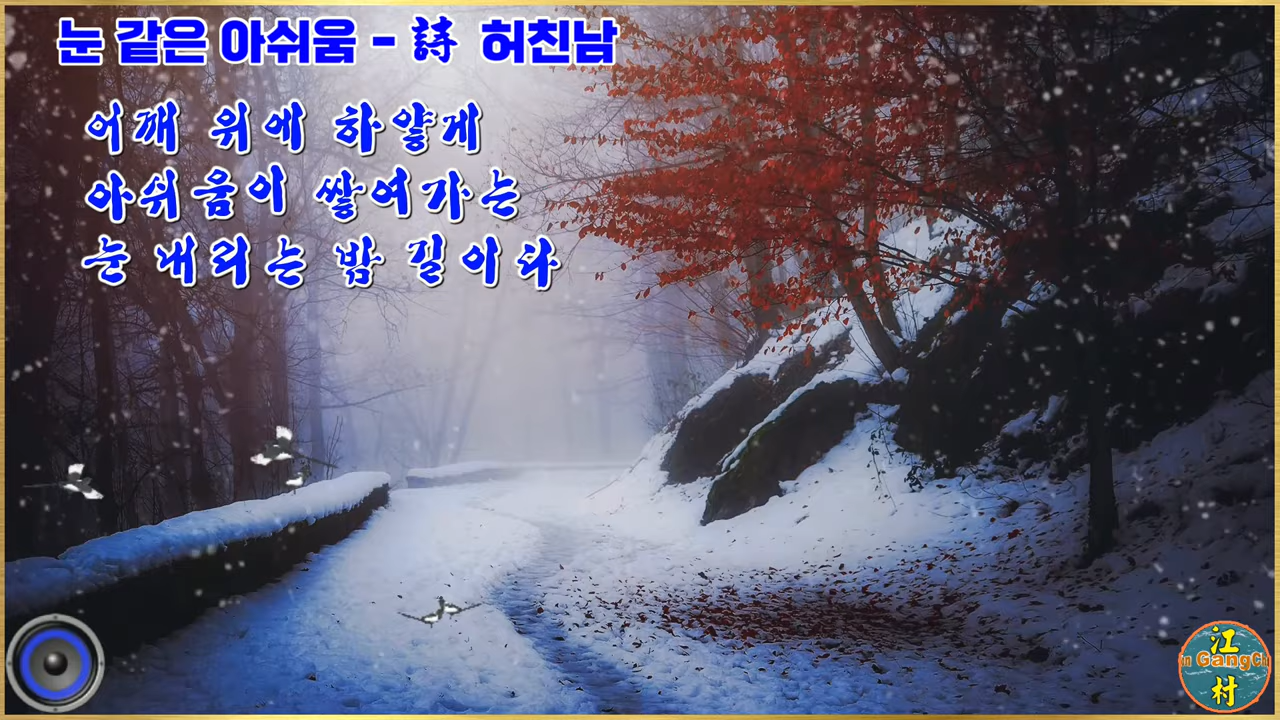 눈 같은 아쉬움 - 詩 허친남
어깨 위에 하얗게
아쉬움이 쌓여가는
눈 내리는 밤 길이다
江
GangCh
村